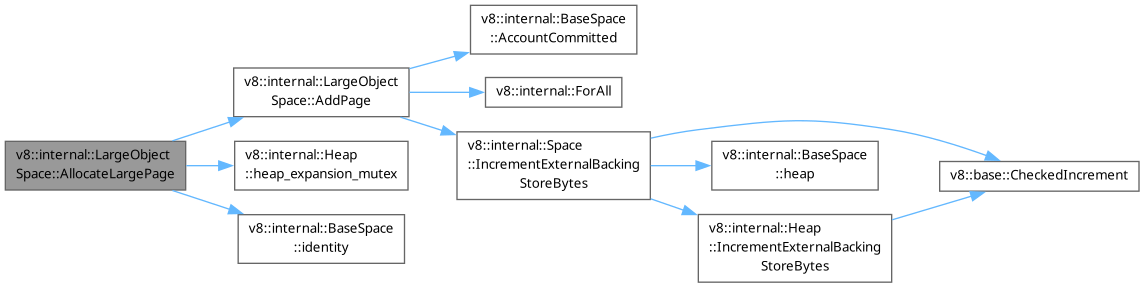 v8::internal::LargeObject
Space::AllocateLargePage
v8::internal::LargeObject
Space::AddPage
v8::internal::Heap
::heap_expansion_mutex
v8::internal::BaseSpace
::identity
v8::internal::BaseSpace
::AccountCommitted
v8::internal::ForAll
v8::internal::Space
::IncrementExternalBacking
StoreBytes
v8::internal::BaseSpace
::heap
v8::internal::Heap
::IncrementExternalBacking
StoreBytes
v8::base::CheckedIncrement